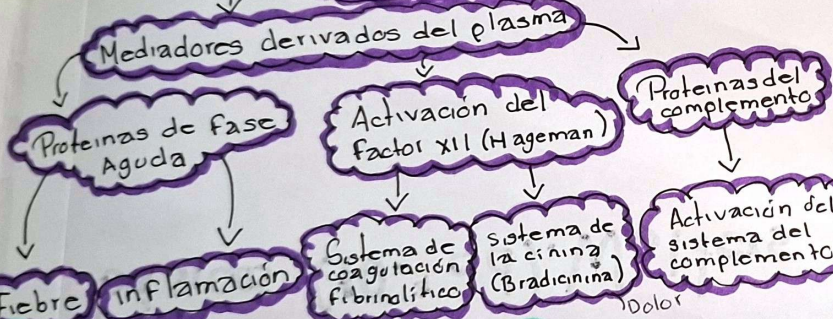 Mediadores derivados del plasma
Proteinas de fase
Aguda
Activación del
factor XII (Hageman)
Proteinas del
complemento
Fiebre
inflamación
Sistema de
coagulación
fibrinolítico
sistema de
la cinina
(Bradicinina)
Dolor
Activación del
sistema del
complemento